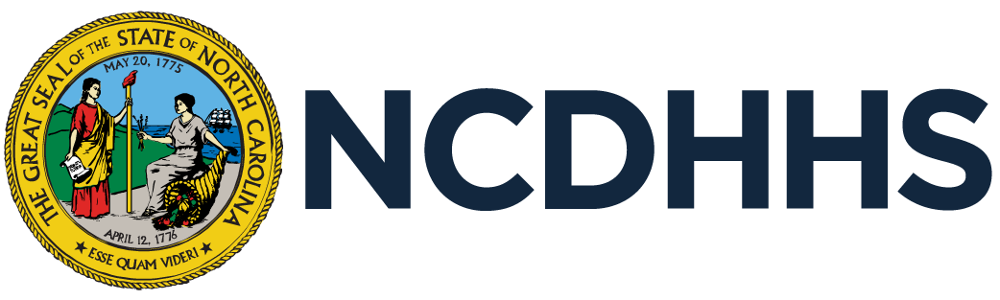 THE GREAT SEAL OF THE STATE OF NORTH CAROLINA
MAY 20, 1775
APRIL 12, 1776
★ ESSE QUAM VIDERI ★
NCDHHS